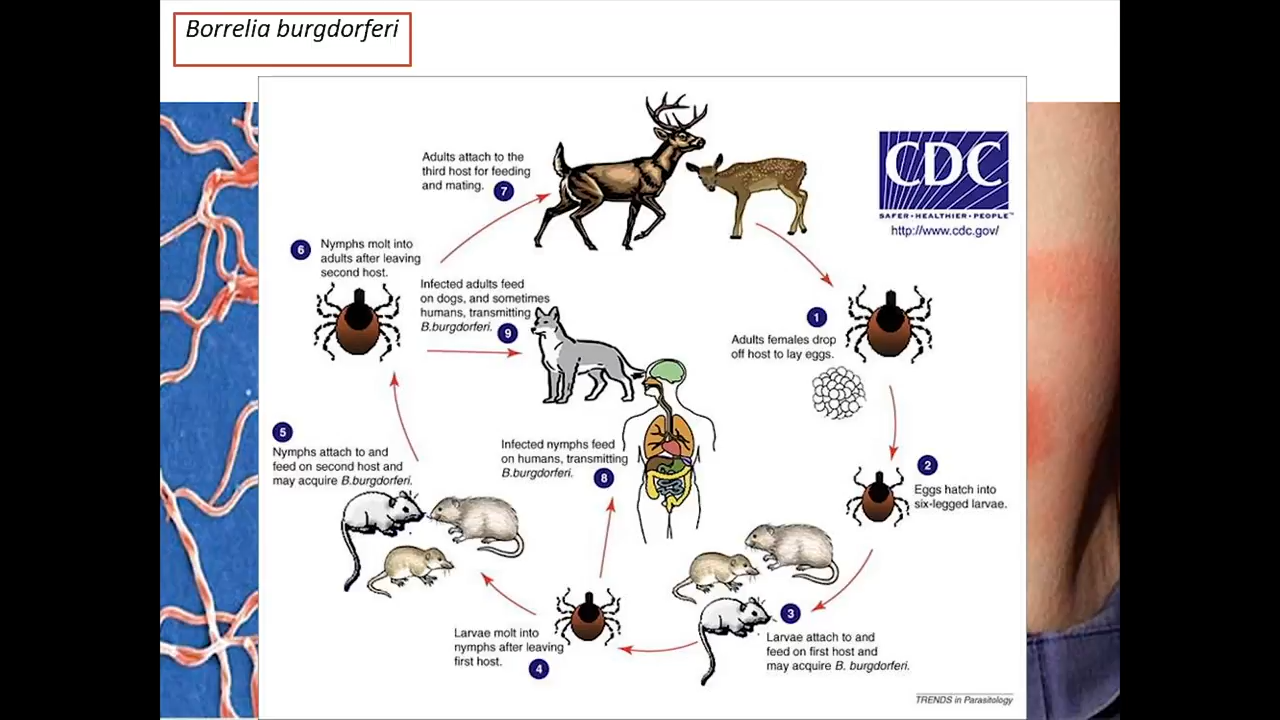 Borrelia burgdorferi
CDC
SAFER • HEALTHIER • PEOPLE™
http://www.cdc.gov/
Adults attach to the
third host for feeding
and mating.
7
6
Nymphs molt into
adults after leaving
second host.
Infected adults feed
on dogs, and sometimes
humans, transmitting
B.burgdorferi.
9
1
Adults females drop
off host to lay eggs.
5
Nymphs attach to and
feed on second host and
may acquire B.burgdorferi.
Infected nymphs feed
on humans, transmitting
B.burgdorferi.
8
2
Eggs hatch into
six-legged larvae.
3
Larvae attach to and
feed on first host and
may acquire B. burgdorferi.
Larvae molt into
nymphs after leaving
first host.
4
TRENDS in Parasitology